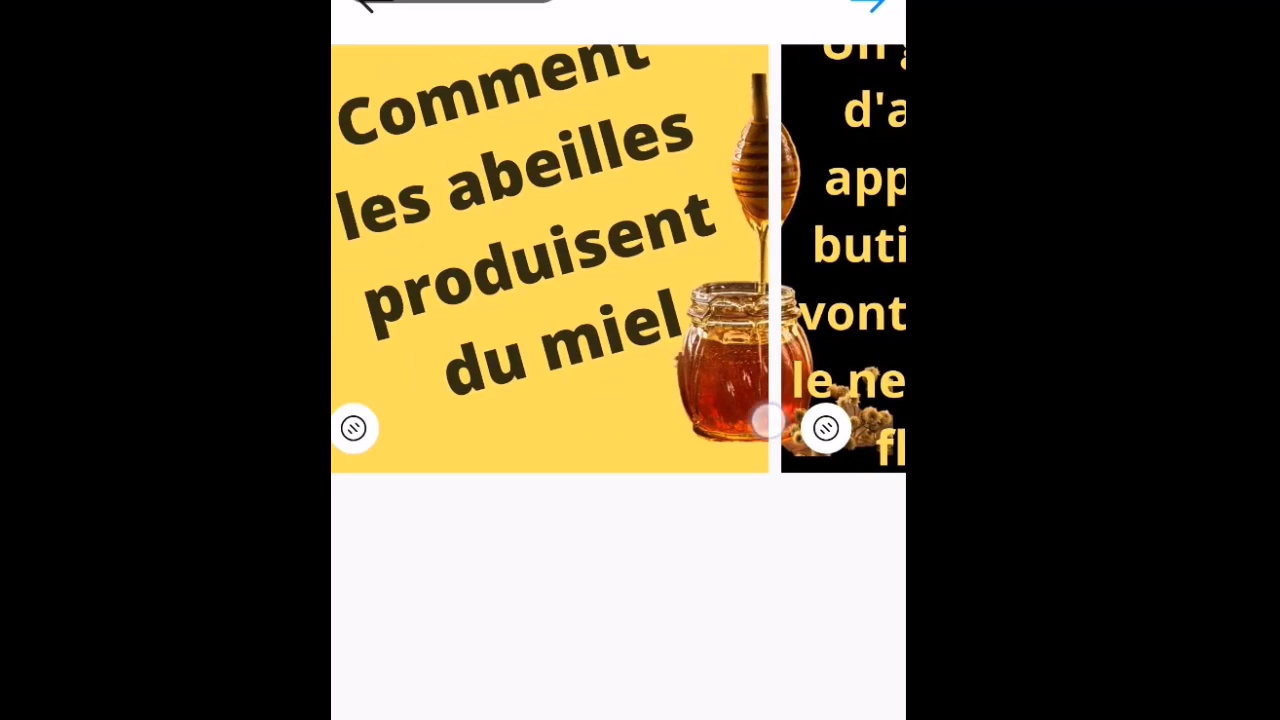 Comment
les abeilles
produisent
du miel
d'a
app
buti
vont
le ne
fl